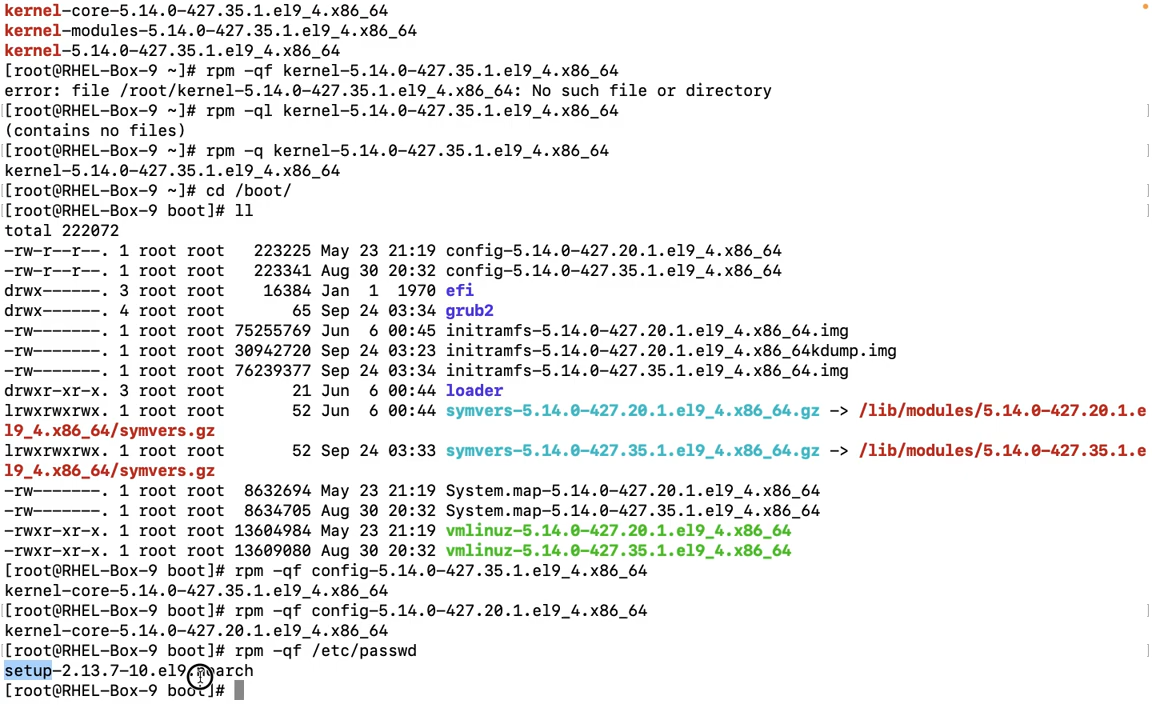 kernel-core-5.14.0-427.35.1.el9_4.x86_64
kernel-modules-5.14.0-427.35.1.el9_4.x86_64
kernel-5.14.0-427.35.1.el9_4.x86_64
[root@RHEL-Box-9 ~]# rpm -qf kernel-5.14.0-427.35.1.el9_4.x86_64
error: file /root/kernel-5.14.0-427.35.1.el9_4.x86_64: No such file or directory
[root@RHEL-Box-9 ~]# rpm -ql kernel-5.14.0-427.35.1.el9_4.x86_64
(contains no files)
[root@RHEL-Box-9 ~]# rpm -q kernel-5.14.0-427.35.1.el9_4.x86_64
kernel-5.14.0-427.35.1.el9_4.x86_64
[root@RHEL-Box-9 ~]# cd /boot/
[root@RHEL-Box-9 boot]# ll
total 222072
-rw-r--r--. 1 root root   223225 May 23 21:19 config-5.14.0-427.20.1.el9_4.x86_64
-rw-r--r--. 1 root root   223341 Aug 30 20:32 config-5.14.0-427.35.1.el9_4.x86_64
drwx------. 3 root root    16384 Jan  1  1970 efi
drwx------. 4 root root       65 Sep 24 03:34 grub2
-rw-------. 1 root root 75255769 Jun  6 00:45 initramfs-5.14.0-427.20.1.el9_4.x86_64.img
-rw-------. 1 root root 30942720 Sep 24 03:23 initramfs-5.14.0-427.20.1.el9_4.x86_64kdump.img
-rw-------. 1 root root 76239377 Sep 24 03:34 initramfs-5.14.0-427.35.1.el9_4.x86_64.img
drwxr-xr-x. 3 root root       21 Jun  6 00:44 loader
lrwxrwxrwx. 1 root root       52 Jun  6 00:44 symvers-5.14.0-427.20.1.el9_4.x86_64.gz -> /lib/modules/5.14.0-427.20.1.e
l9_4.x86_64/symvers.gz
lrwxrwxrwx. 1 root root       52 Sep 24 03:33 symvers-5.14.0-427.35.1.el9_4.x86_64.gz -> /lib/modules/5.14.0-427.35.1.e
l9_4.x86_64/symvers.gz
-rw-------. 1 root root  8632694 May 23 21:19 System.map-5.14.0-427.20.1.el9_4.x86_64
-rw-------. 1 root root  8634705 Aug 30 20:32 System.map-5.14.0-427.35.1.el9_4.x86_64
-rwxr-xr-x. 1 root root 13604984 May 23 21:19 vmlinuz-5.14.0-427.20.1.el9_4.x86_64
-rwxr-xr-x. 1 root root 13609080 Aug 30 20:32 vmlinuz-5.14.0-427.35.1.el9_4.x86_64
[root@RHEL-Box-9 boot]# rpm -qf config-5.14.0-427.35.1.el9_4.x86_64
kernel-core-5.14.0-427.35.1.el9_4.x86_64
[root@RHEL-Box-9 boot]# rpm -qf config-5.14.0-427.20.1.el9_4.x86_64
kernel-core-5.14.0-427.20.1.el9_4.x86_64
[root@RHEL-Box-9 boot]# rpm -qf /etc/passwd
setup-2.13.7-10.el9.noarch
[root@RHEL-Box-9 boot]#